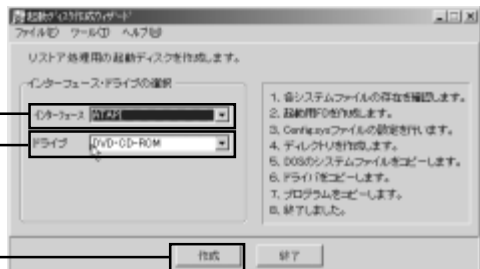 起動ディスク作成ウィザード
ファイル(F) ツール(T) ヘルプ(H)
リストア処理用の起動ディスクを作成します。
インターフェース・ドライブの選択
インターフェース ATAPI
ドライブ DVD-CD-ROM
1. 各システムファイルの存在を確認します。
2. 起動用FDを作成します。
3. Config.sysファイルの設定を行います。
4. ディレクトリを作成します。
5. DOSのシステムファイルをコピーします。
6. ドライバをコピーします。
7. プログラムをコピーします。
8. 終了しました。
作成 終了